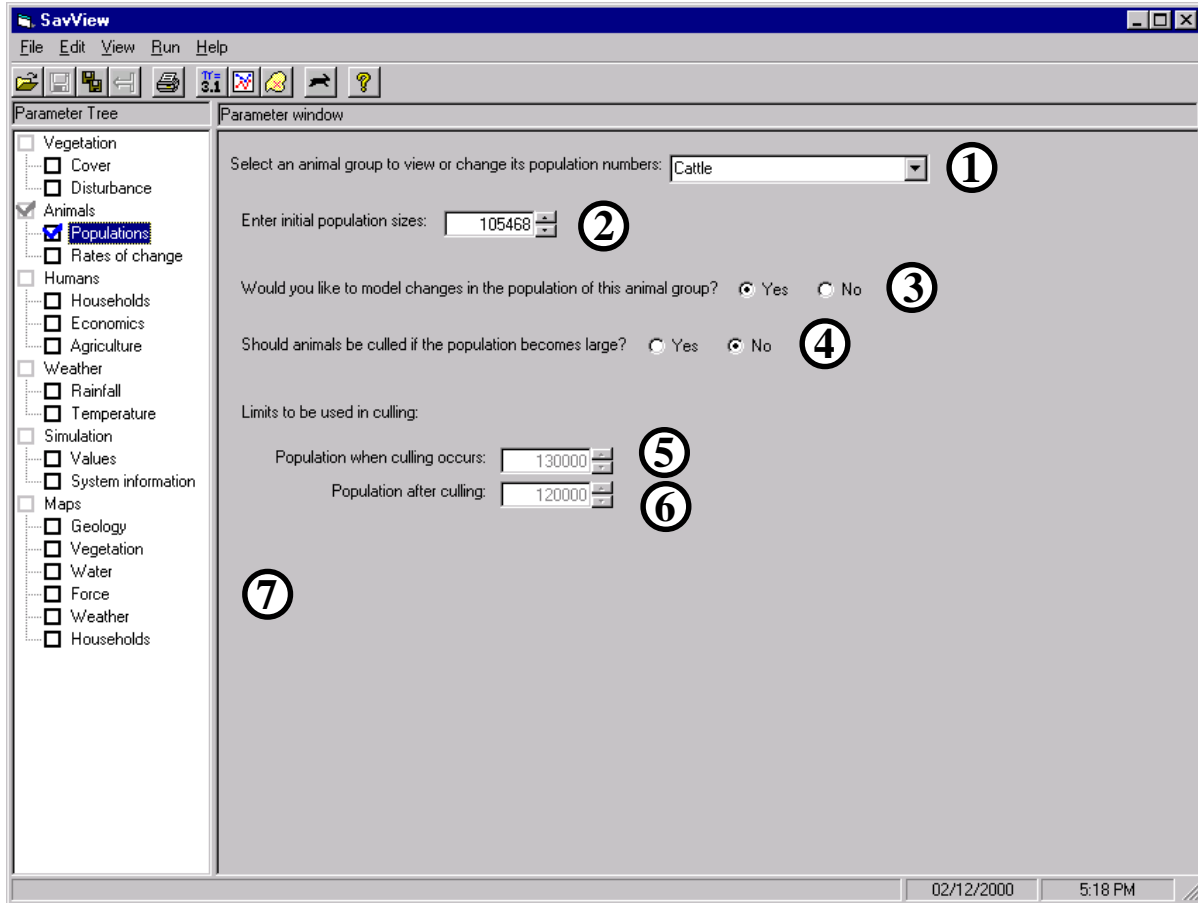 SavView
File Edit View Run Help
π=
3.1
?
Parameter Tree
Parameter window
Vegetation
Cover
Disturbance
Animals
Populations
Rates of change
Humans
Households
Economics
Agriculture
Weather
Rainfall
Temperature
Simulation
Values
System information
Maps
Geology
Vegetation
Water
Force
Weather
Households
Select an animal group to view or change its population numbers: Cattle 1
Enter initial population sizes: 105468 2
Would you like to model changes in the population of this animal group? Yes No 3
Should animals be culled if the population becomes large? Yes No 4
Limits to be used in culling:
Population when culling occurs: 130000 5
Population after culling: 120000 6
7
02/12/2000 5:18 PM